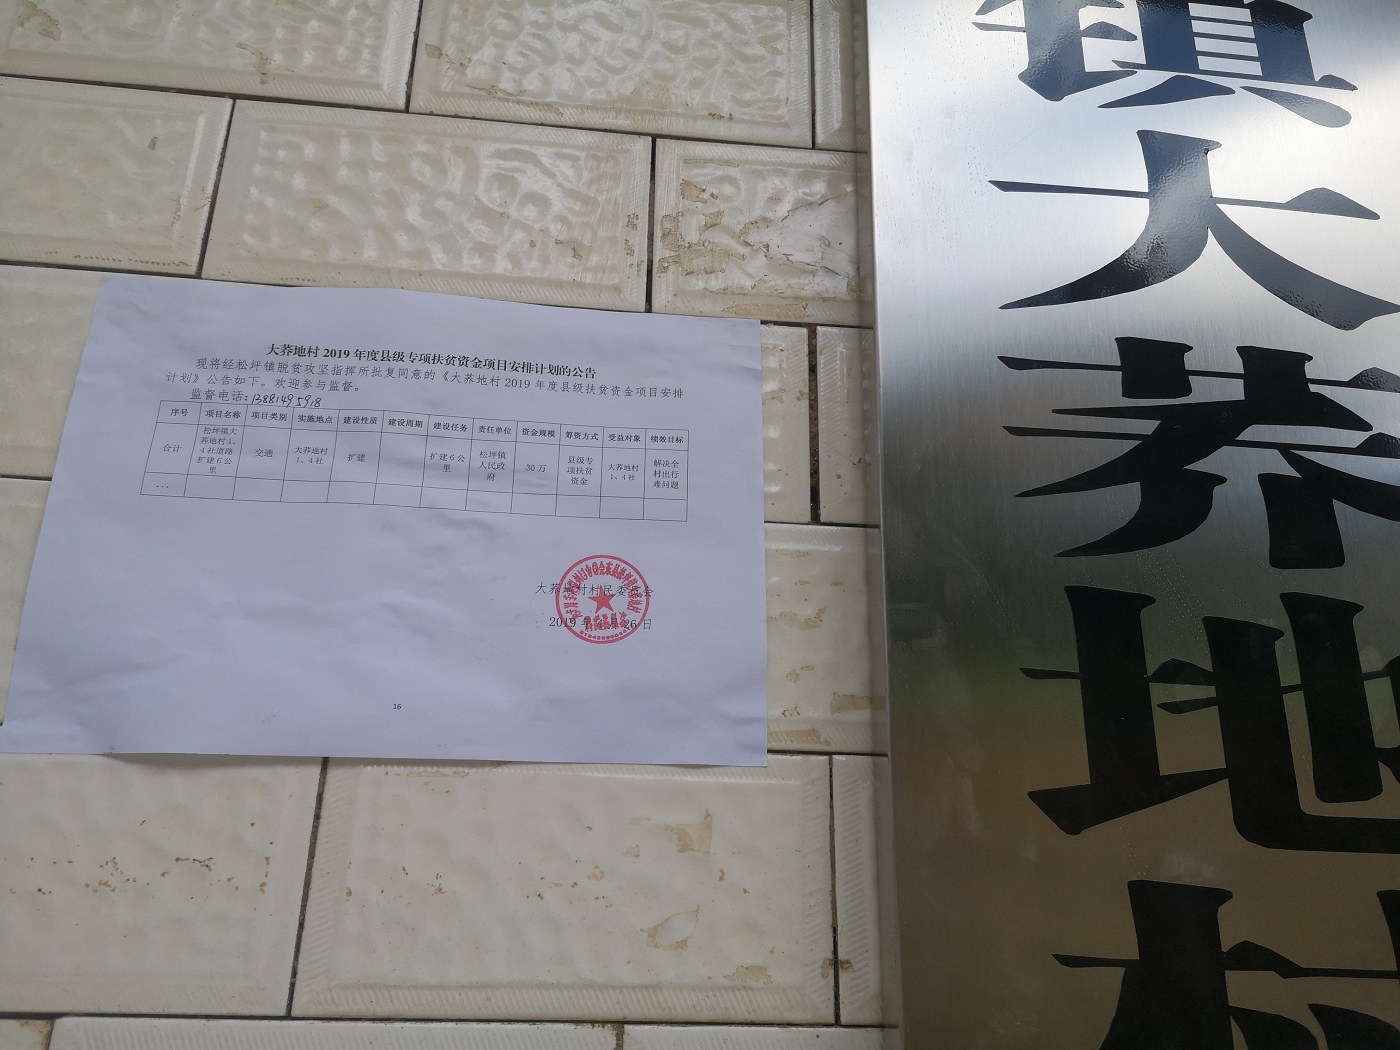 大荞地村 2019 年度县级专项扶贫资金项目安排计划的公告
现将经松坪镇脱贫攻坚指挥所批复同意的《大荞地村 2019 年度县级扶贫资金项目安排
计划》公告如下。欢迎参与监督。
监督电话:13881495918
序号 项目名称 项目类别 实施地点 建设性质 建设周期 建设任务 责任单位 资金规模 筹资方式 受益对象 绩效目标
合计 松坪镇大荞地村1、4社道路扩建6公里 交通 大荞地村1、4社 扩建 扩建6公里 松坪镇人民政府 30万 县级专项扶贫资金 大荞地村1、4社 解决全村出行难问题
...
大荞地村村民委员会
2019 年 26日
16
镇大荞地村